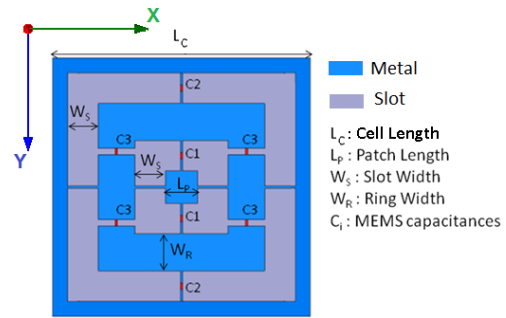 X
L_C
Y
Metal
Slot
L_C : Cell Length
L_P : Patch Length
W_S : Slot Width
W_R : Ring Width
C_i : MEMS capacitances
C2
W_S
C3
C3
W_S
C1
L_P
C3
C3
C1
W_R
C2